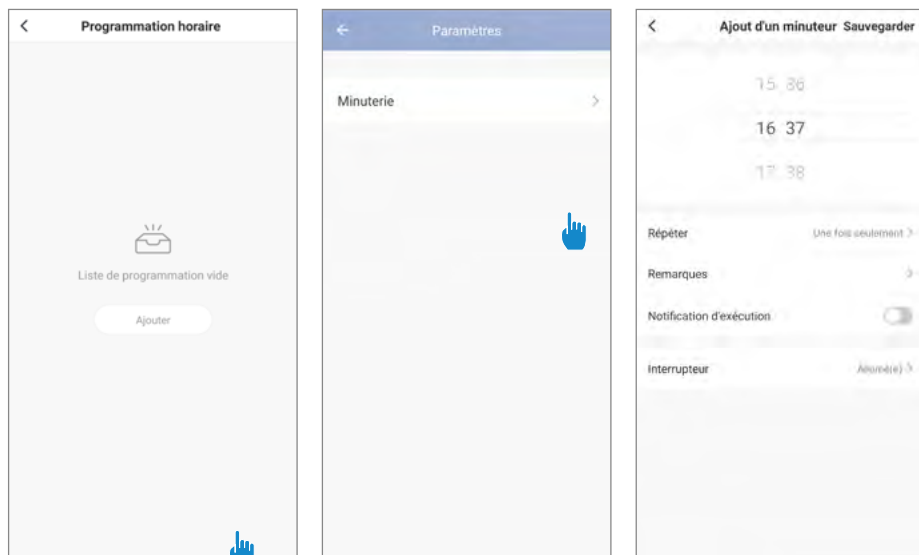 Programmation horaire
Liste de programmation vide
Ajouter
Paramètres
Minuterie
Ajout d'un minuteur Sauvegarder
15 36
16 37
17 38
Répéter Une fois seulement
Remarques
Notification d'exécution
Interrupteur